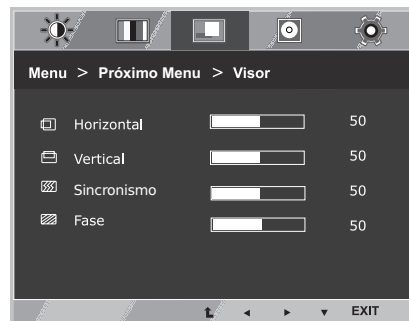 Menu > Próximo Menu > Visor
Horizontal 50
Vertical 50
Sincronismo 50
Fase 50
EXIT